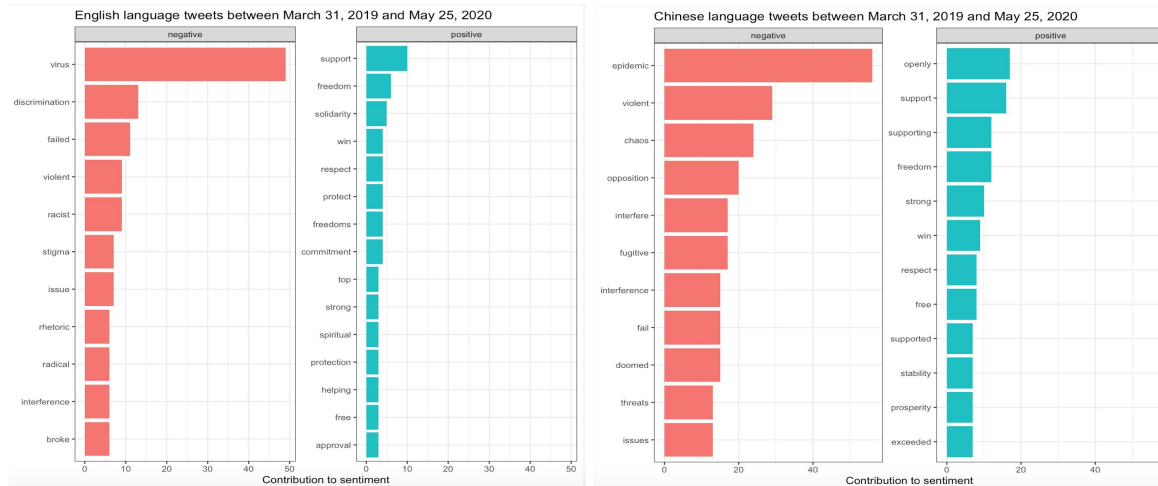 English language tweets between March 31, 2019 and May 25, 2020
negative
positive
virus
discrimination
failed
violent
racist
stigma
issue
rhetoric
radical
interference
broke
0 10 20 30 40 50
support
freedom
solidarity
win
respect
protect
freedoms
commitment
top
strong
spiritual
protection
helping
free
approval
0 10 20 30 40 50
Contribution to sentiment
Chinese language tweets between March 31, 2019 and May 25, 2020
negative
positive
epidemic
violent
chaos
opposition
interfere
fugitive
interference
fail
doomed
threats
issues
0 20 40
openly
support
supporting
freedom
strong
win
respect
free
supported
stability
prosperity
exceeded
0 20 40
Contribution to sentiment